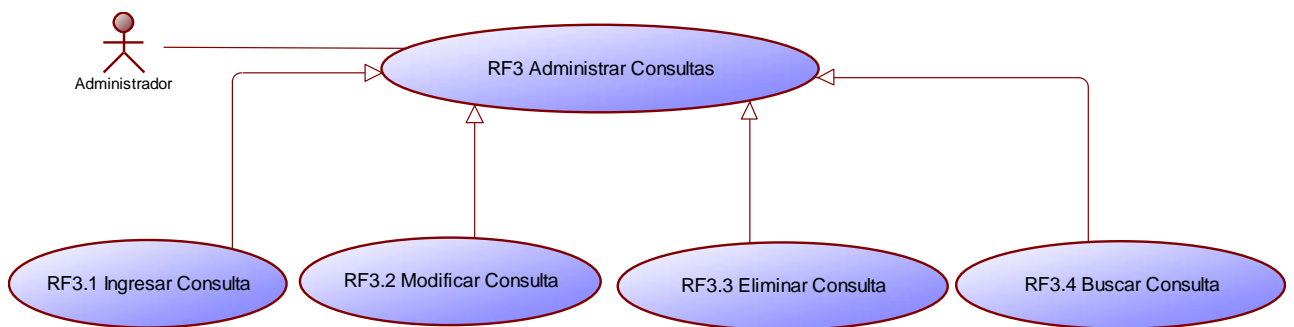 RF3 Administrar Consultas
Administrador
RF3.1 Ingresar Consulta
RF3.2 Modificar Consulta
RF3.3 Eliminar Consulta
RF3.4 Buscar Consulta